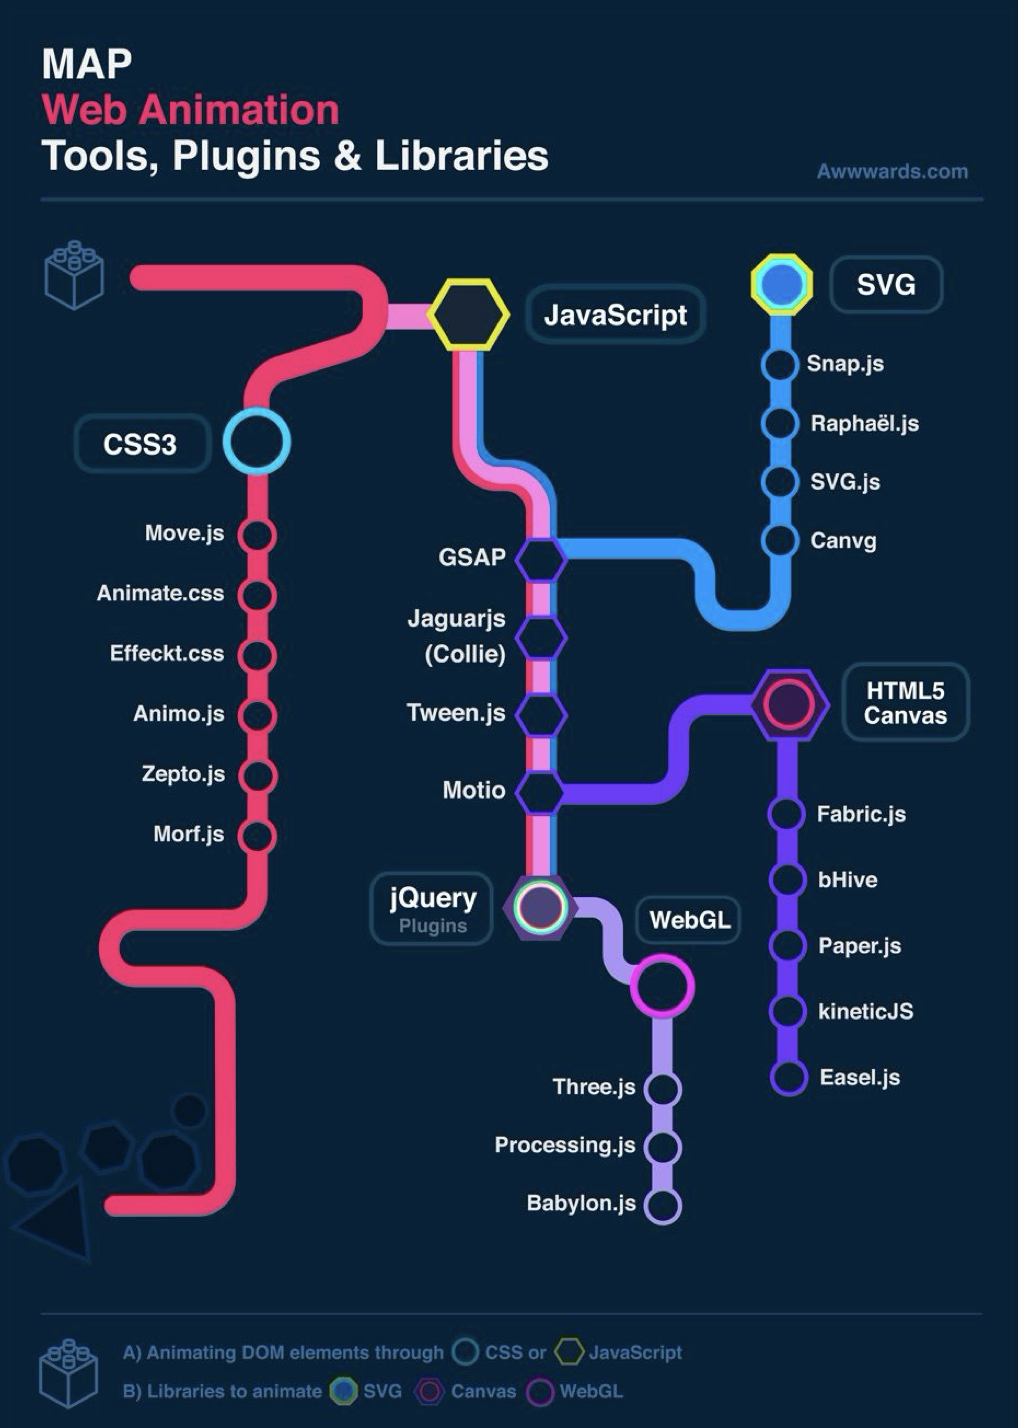 MAP
Web Animation
Tools, Plugins & Libraries
Awwwards.com
JavaScript
SVG
Snap.js
Raphaël.js
SVG.js
Canvg
CSS3
Move.js
Animate.css
Effeckt.css
Animo.js
Zepto.js
Morf.js
GSAP
Jaguarjs
(Collie)
Tween.js
Motio
jQuery
Plugins
HTML5
Canvas
Fabric.js
bHive
Paper.js
kineticJS
Easel.js
WebGL
Three.js
Processing.js
Babylon.js
A) Animating DOM elements through CSS or JavaScript
B) Libraries to animate SVG Canvas WebGL